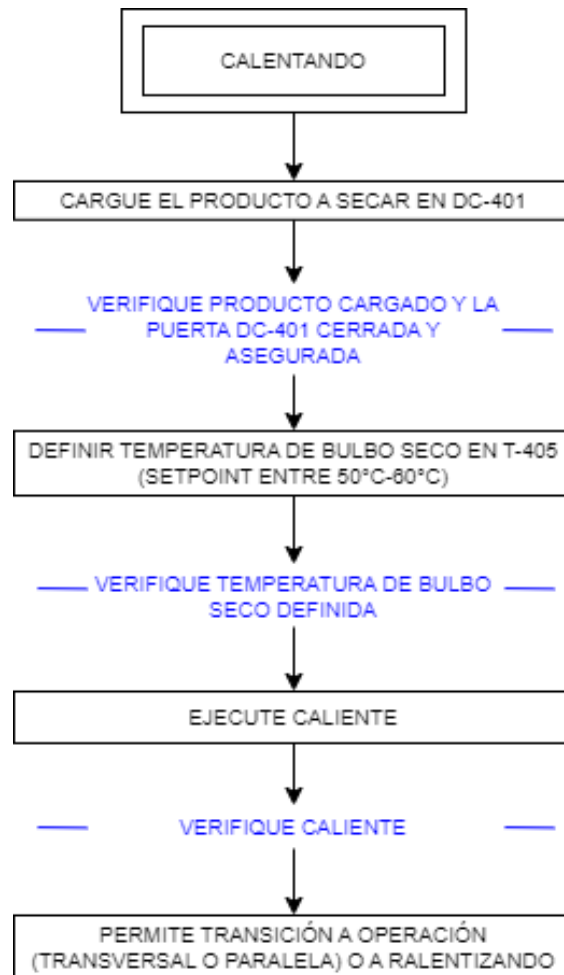 CALENTANDO
CARGUE EL PRODUCTO A SECAR EN DC-401
VERIFIQUE PRODUCTO CARGADO Y LA
PUERTA DC-401 CERRADA Y
ASEGURADA
DEFINIR TEMPERATURA DE BULBO SECO EN T-405
(SETPOINT ENTRE 50°C-60°C)
VERIFIQUE TEMPERATURA DE BULBO
SECO DEFINIDA
EJECUTE CALIENTE
VERIFIQUE CALIENTE
PERMITE TRANSICIÓN A OPERACIÓN
(TRANSVERSAL O PARALELA) O A RALENTIZANDO